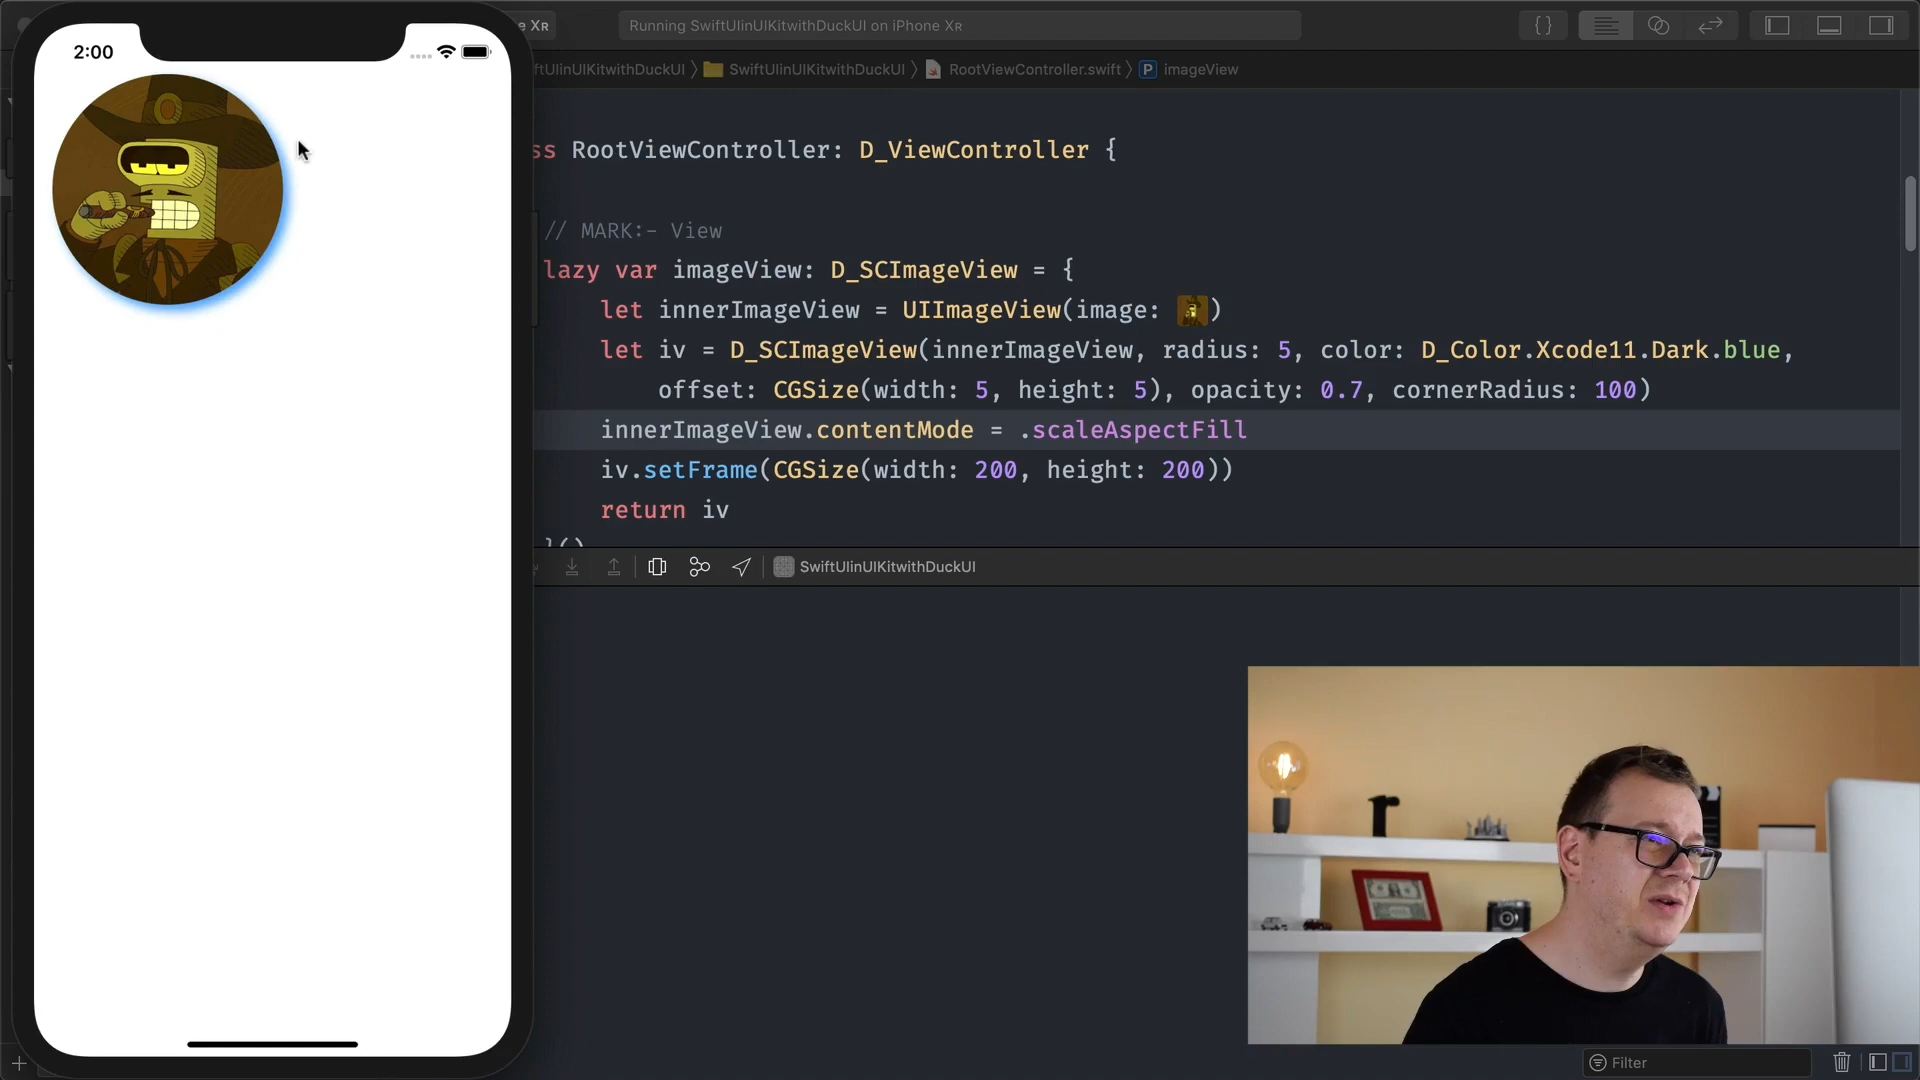 2:00
e XR
Running SwiftUIinUIKitwithDuckUI on iPhone XR
ftUIinUIKitwithDuckUI 〉 SwiftUIinUIKitwithDuckUI 〉 RootViewController.swift 〉 P imageView
ss RootViewController: D_ViewController {
// MARK:- View
lazy var imageView: D_SCImageView = {
let innerImageView = UIImageView(image: )
let iv = D_SCImageView(innerImageView, radius: 5, color: D_Color.Xcode11.Dark.blue,
offset: CGSize(width: 5, height: 5), opacity: 0.7, cornerRadius: 100)
innerImageView.contentMode = .scaleAspectFill
iv.setFrame(CGSize(width: 200, height: 200))
return iv
}()
SwiftUIinUIKitwithDuckUI
Filter